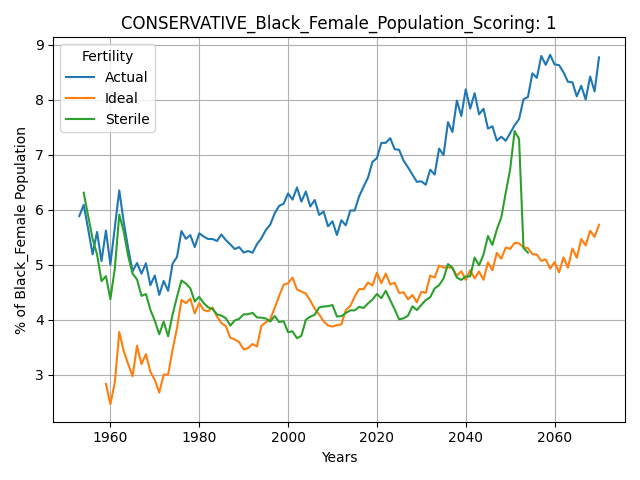 CONSERVATIVE_Black_Female_Population_Scoring: 1
Fertility
Actual
Ideal
Sterile
% of Black_Female Population
9
8
7
6
5
4
3
1960 1980 2000 2020 2040 2060
Years